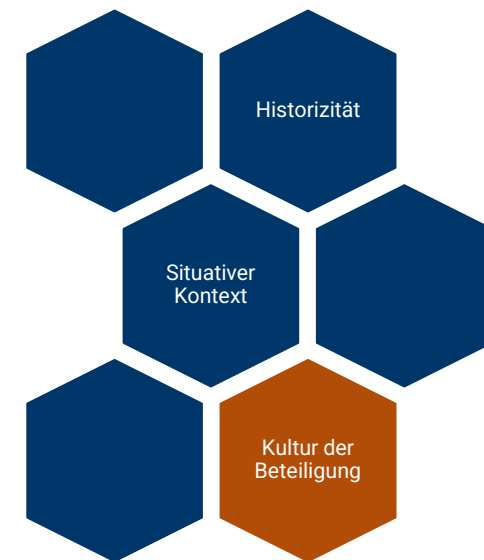 Historizität
Situativer
Kontext
Kultur der
Beteiligung